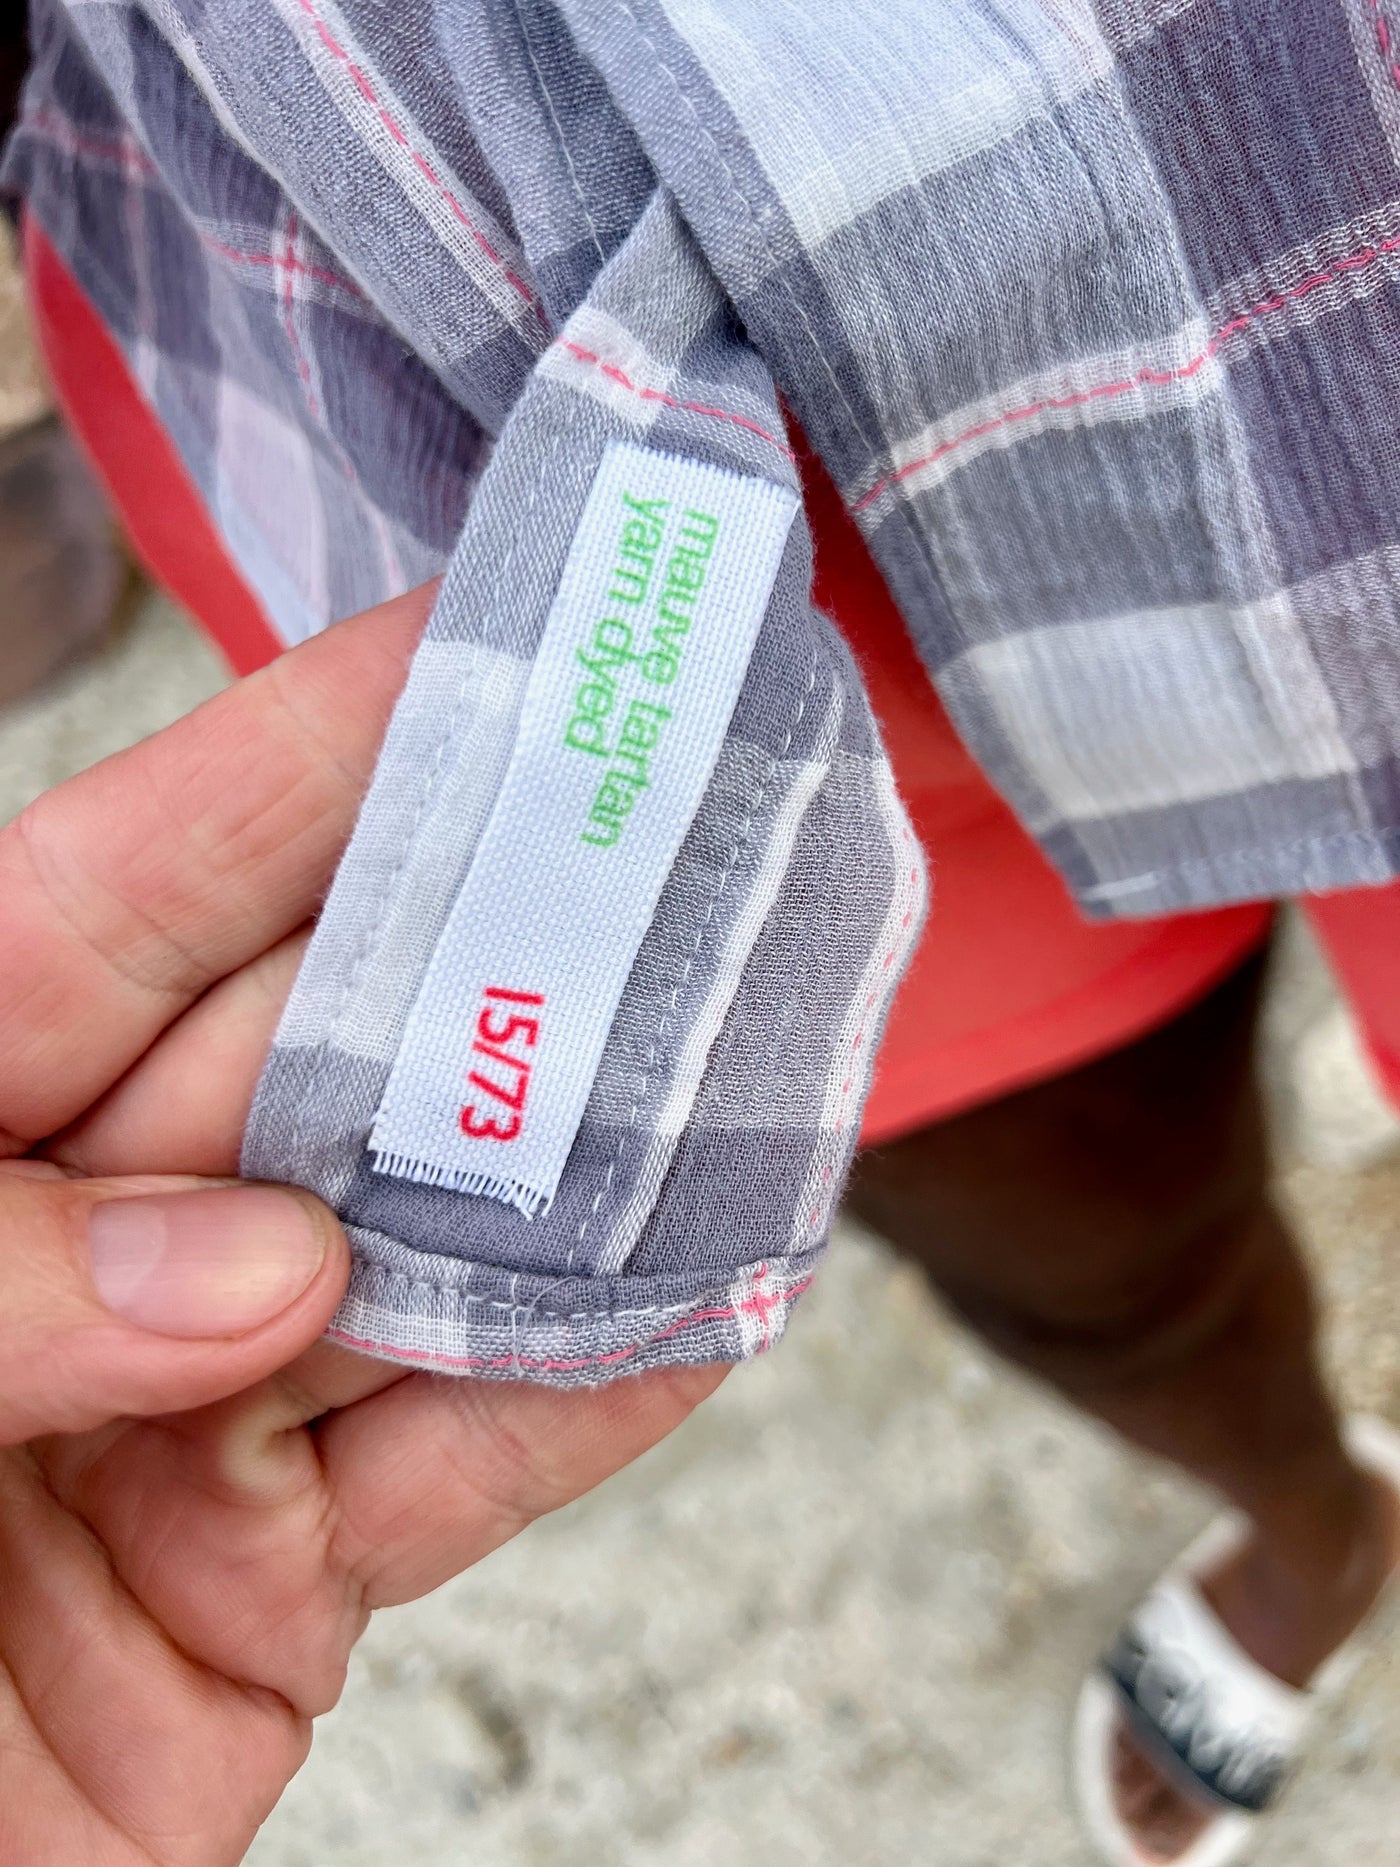 mauve tartan
yarn dyed
15/73